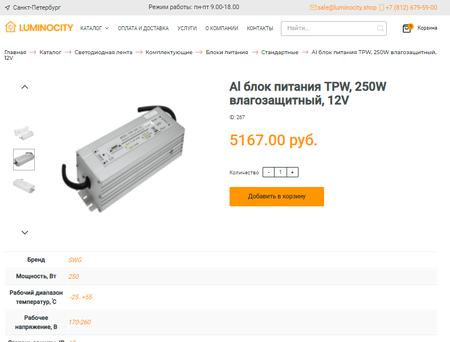 Санкт-Петербург
Режим работы: пн-пт 9.00-18.00
sale@luminocity.shop
+7 (812) 679-59-00
LUMINOCITY
КАТАЛОГ
ОПЛАТА И ДОСТАВКА
УСЛУГИ
О КОМПАНИИ
КОНТАКТЫ
Найти...
Корзина
Главная → Каталог → Светодиодная лента → Комплектующие → Блоки питания → Стандартные → Al блок питания TPW, 250W влагозащитный,
12V
Al блок питания TPW, 250W
влагозащитный, 12V
ID: 267
5167.00 руб.
Количество - 1 +
Добавить в корзину
Бренд SWG
Мощность, Вт 250
Рабочий диапазон
температур, °C -25..+55
Рабочее
напряжение, В 170-260